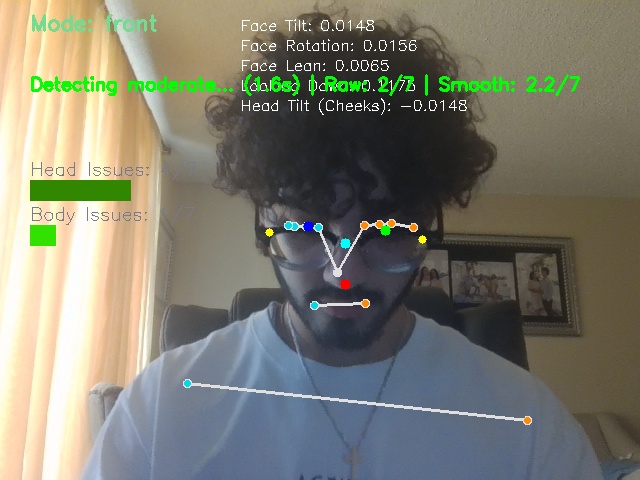 Mode: front
Face Tilt: 0.0148
Face Rotation: 0.0156
Face Lean: 0.0065
Detecting moderate... (1.6s) | Raw: 2/7 | Smooth: 2.2/7
Head Tilt (Cheeks): -0.0148
Head Issues:
Body Issues: